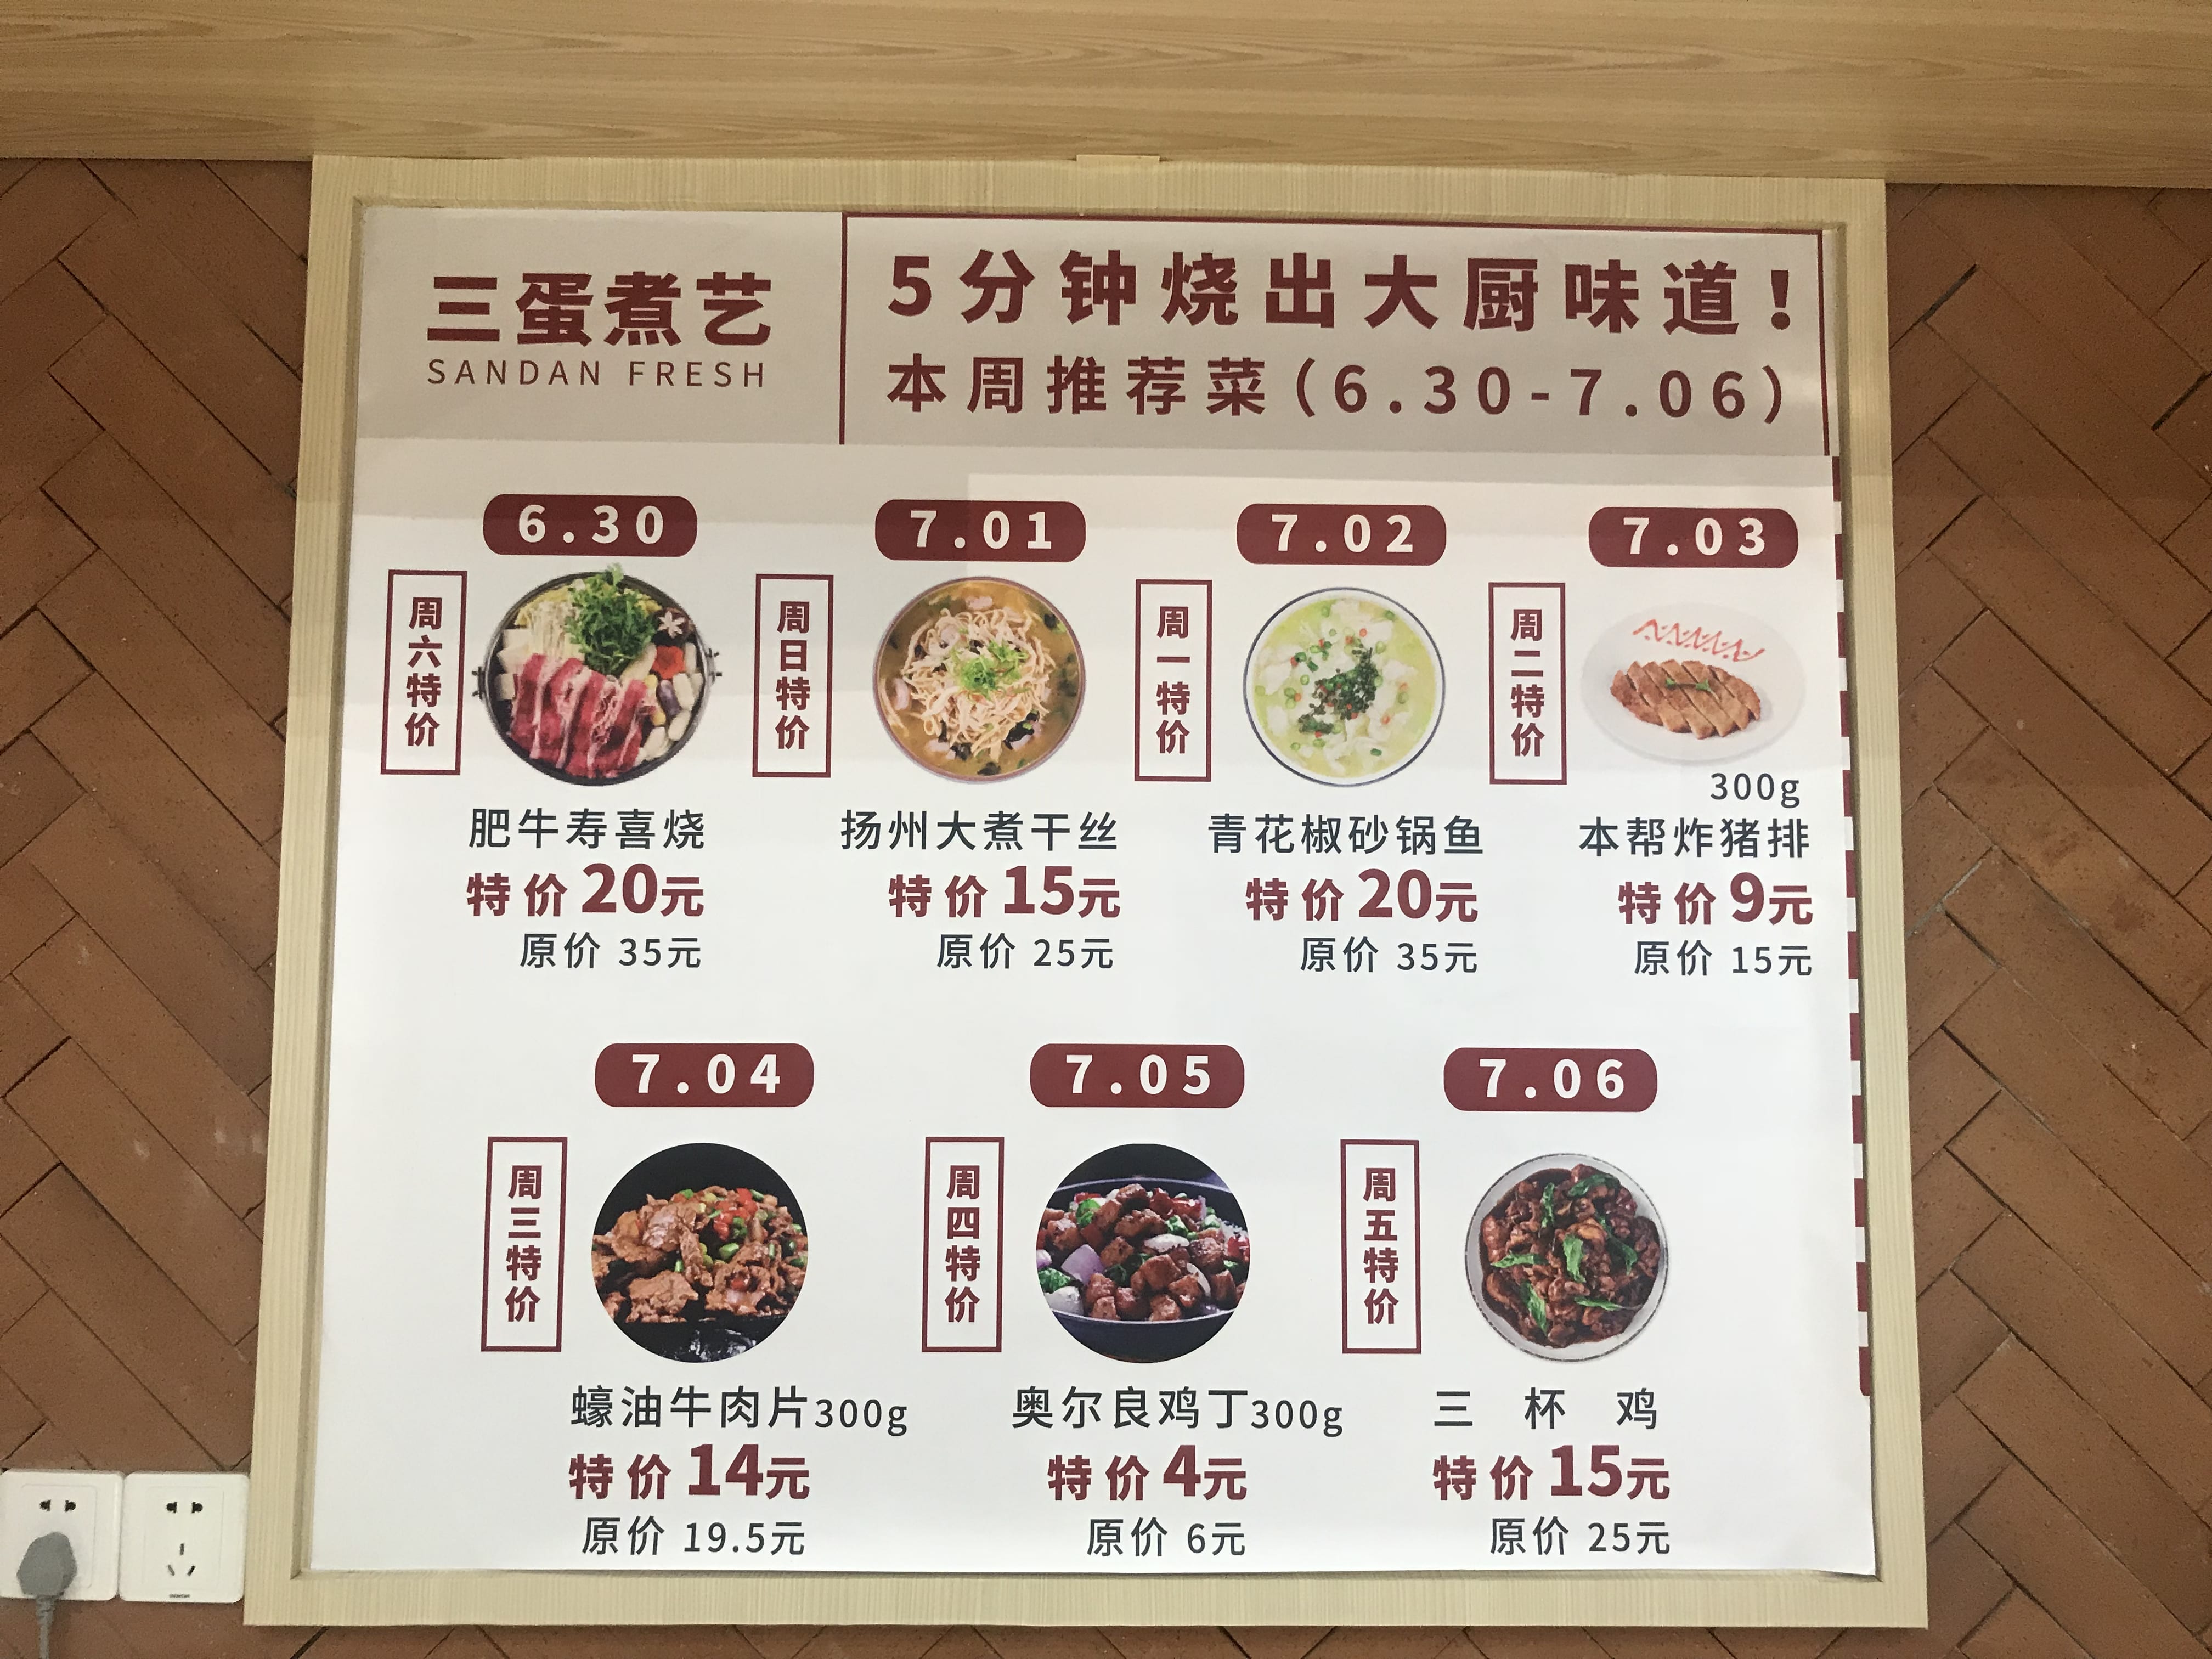 三蛋煮艺
SANDAN FRESH
5分钟烧出大厨味道！
本周推荐菜（6.30-7.06）
6.30
周六特价
肥牛寿喜烧
特价20元
原价 35元
7.01
周日特价
扬州大煮干丝
特价15元
原价 25元
7.02
周一特价
青花椒砂锅鱼
特价20元
原价 35元
7.03
周二特价
300g
本帮炸猪排
特价9元
原价 15元
7.04
周三特价
蠔油牛肉片300g
特价14元
原价 19.5元
7.05
周四特价
奥尔良鸡丁300g
特价4元
原价 6元
7.06
周五特价
三 杯 鸡
特价15元
原价 25元